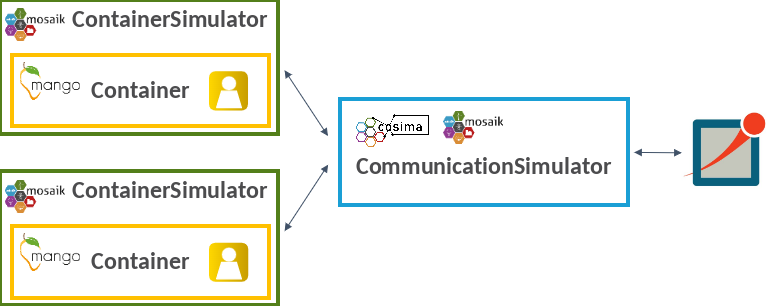 mosaik
ContainerSimulator
mango
Container
cosima
mosaik
CommunicationSimulator
mosaik
ContainerSimulator
mango
Container